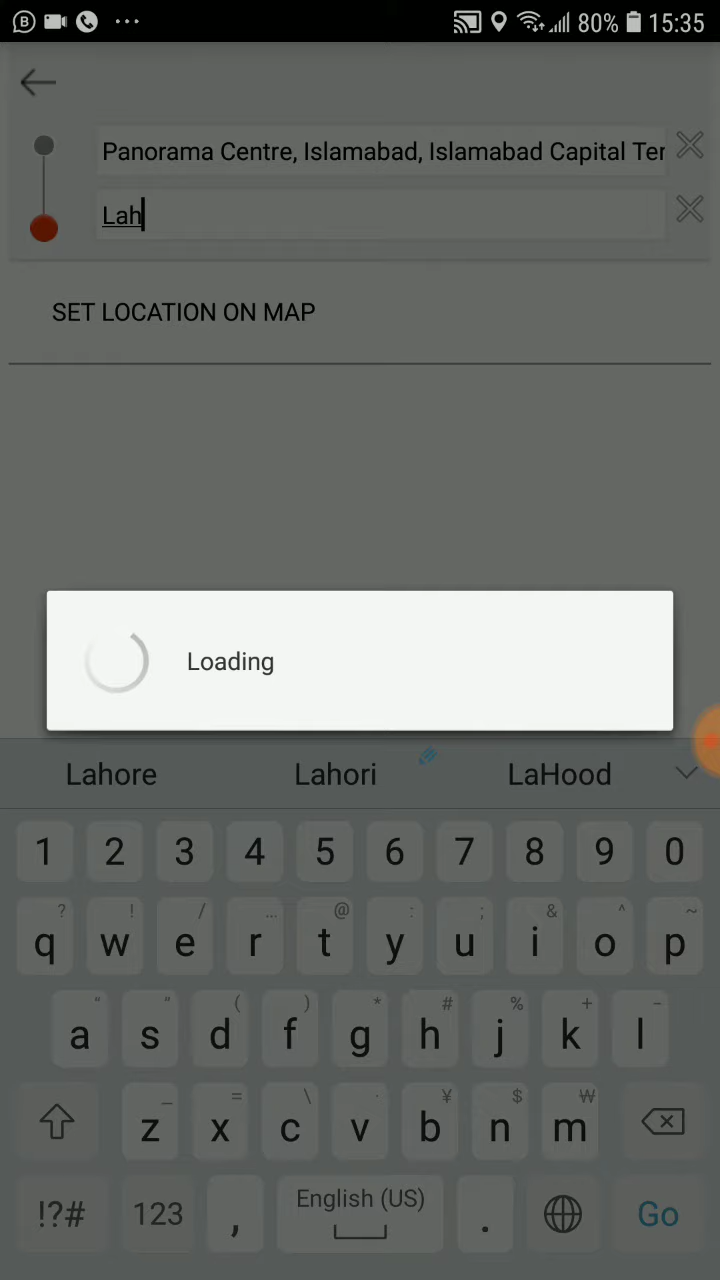 80% 15:35
Panorama Centre, Islamabad, Islamabad Capital Ter
Lah
SET LOCATION ON MAP
Loading
Lahore Lahori LaHood
1 2 3 4 5 6 7 8 9 0
? ! / ... @ : ; & ^ ~
q w e r t y u i o p
" " ( ) * # % + -
a s d f g h j k l
_ = \ · ¥ $ ₩
z x c v b n m
!?# 123 , English (US) . Go